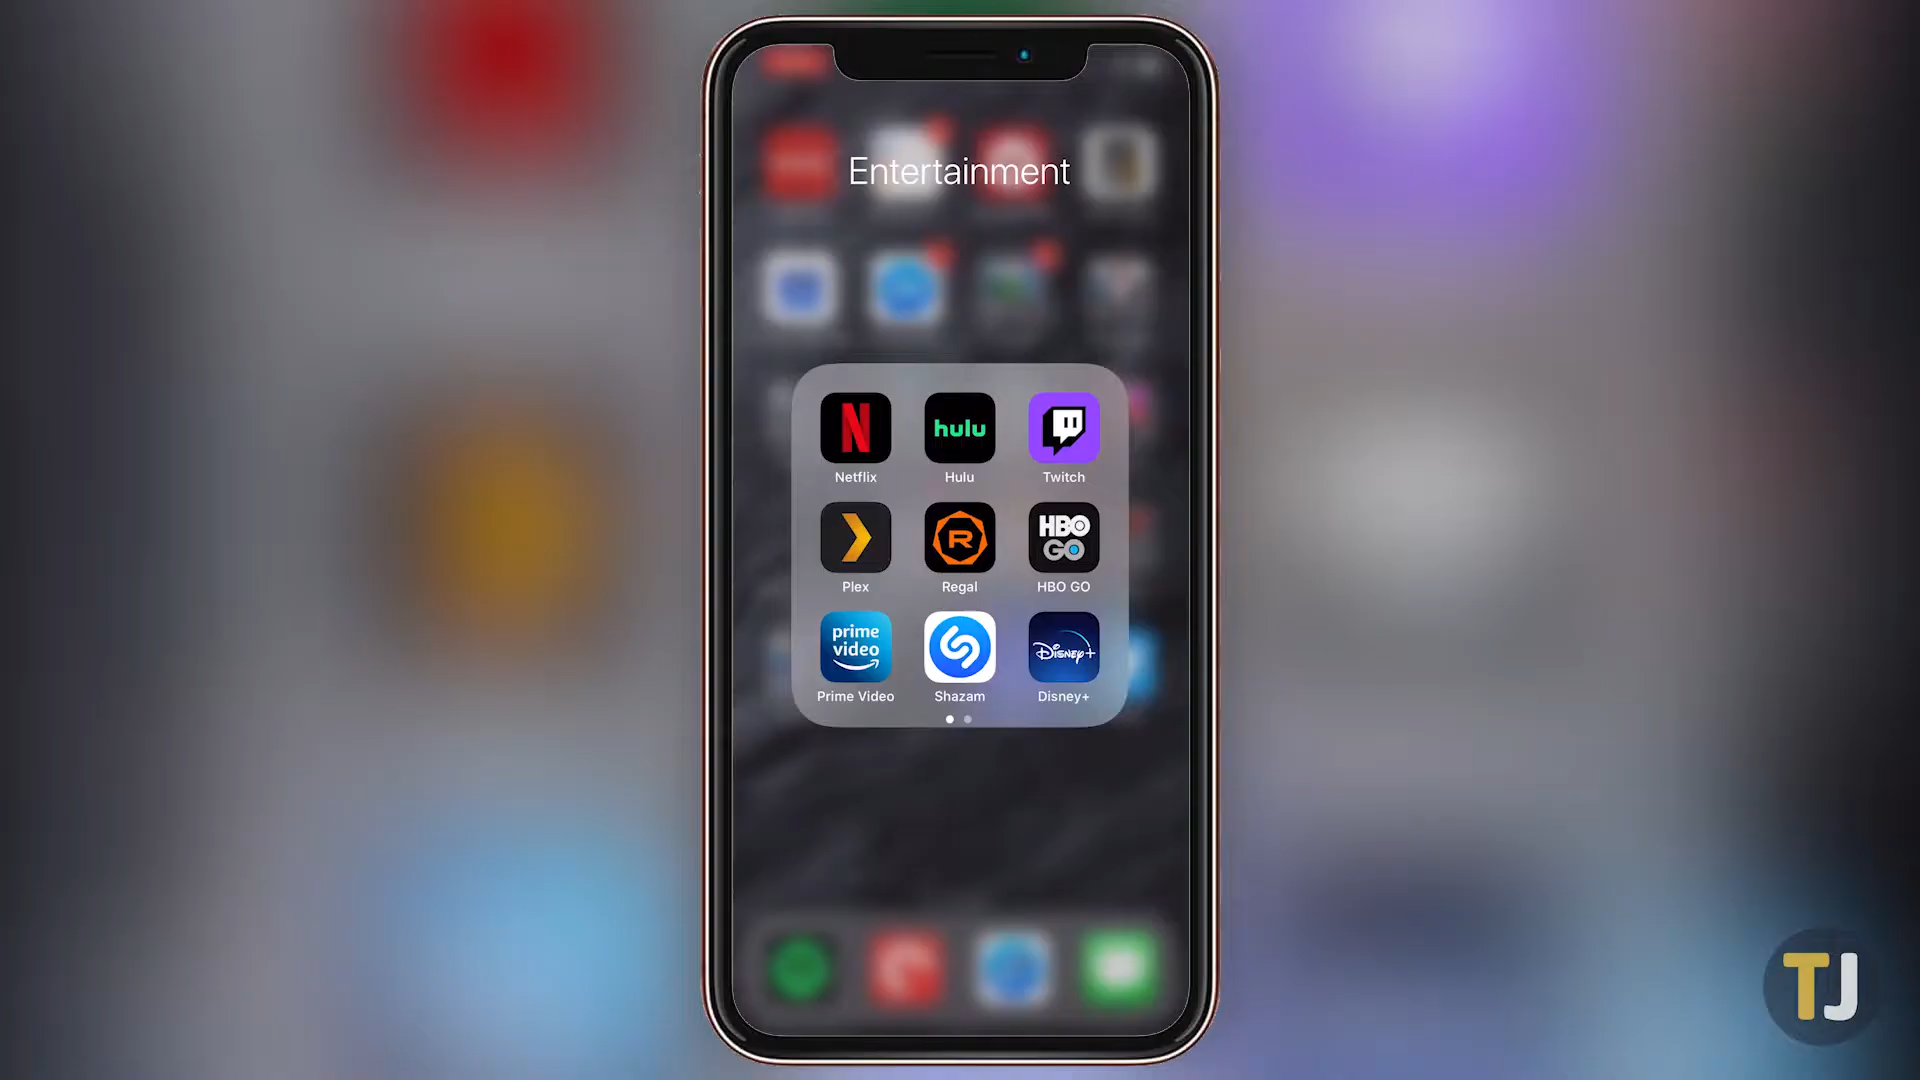 Entertainment
N
hulu
Netflix
Hulu
Twitch
R
HBO
GO
Plex
Regal
HBO GO
prime
video
Disney+
Prime Video
Shazam
Disney+
TJ